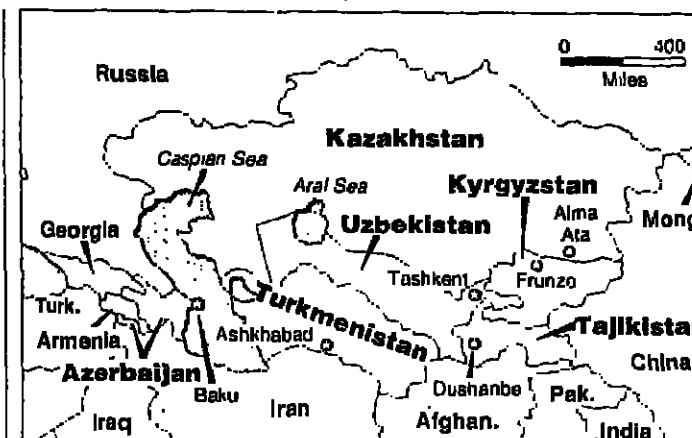 0 400
Miles
Russia
Kazakhstan
Caspian Sea
Aral Sea
Kyrgyzstan
Alma
Ata
Mong
Georgia
Uzbekistan
Tashkent
Frunzo
Turk.
Turkmenistan
Armenia
Ashkhabad
Tajikista
China
Azerbaijan
Baku
Dushanbe
Pak.
Iraq
Iran
Afghan.
India